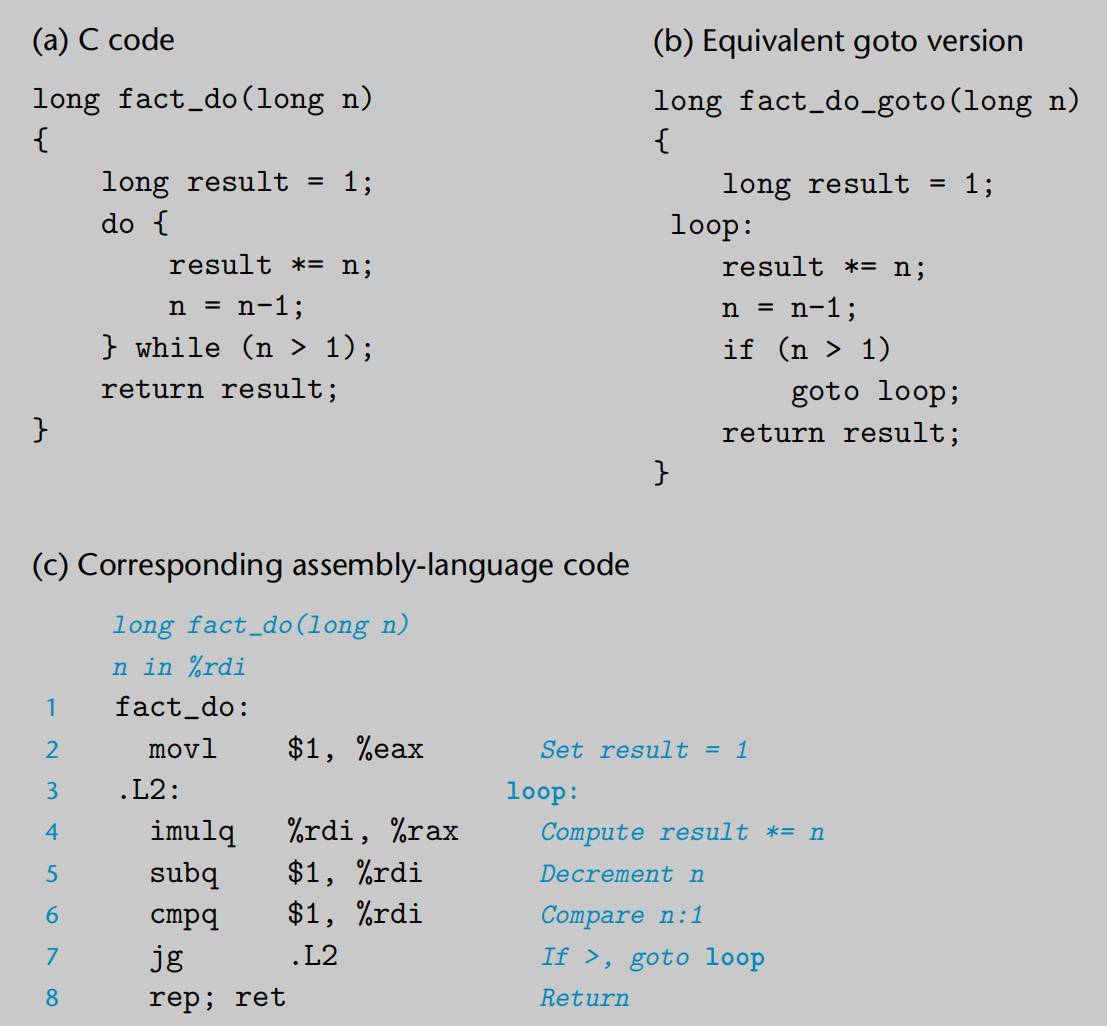 (a) C code
long fact_do(long n)
{
    long result = 1;
    do {
        result *= n;
        n = n-1;
    } while (n > 1);
    return result;
}
(b) Equivalent goto version
long fact_do_goto(long n)
{
    long result = 1;
 loop:
    result *= n;
    n = n-1;
    if (n > 1)
        goto loop;
    return result;
}
(c) Corresponding assembly-language code
long fact_do(long n)
n in %rdi
1 fact_do:
2   movl    $1, %eax    Set result = 1
3 .L2:    loop:
4   imulq   %rdi, %rax    Compute result *= n
5   subq    $1, %rdi    Decrement n
6   cmpq    $1, %rdi    Compare n:1
7   jg      .L2    If >, goto loop
8   rep; ret    Return